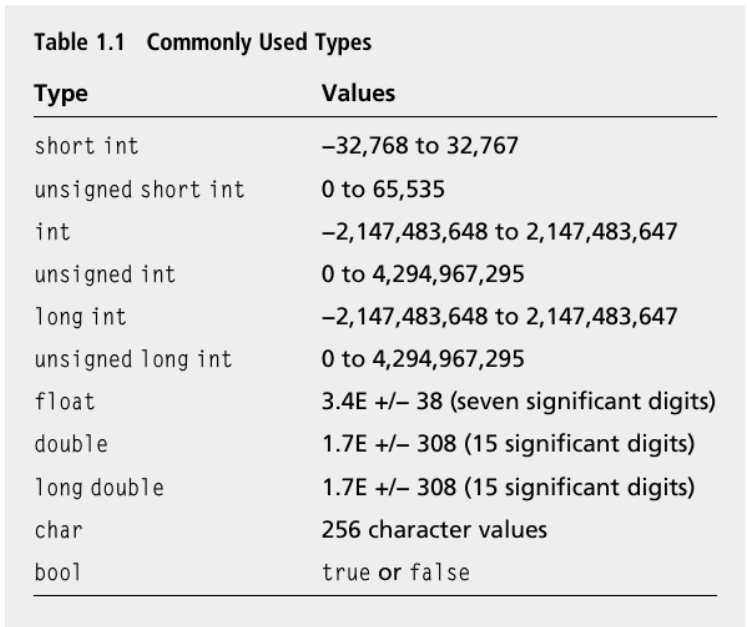 Table 1.1 Commonly Used Types
Type Values
short int –32,768 to 32,767
unsigned short int 0 to 65,535
int –2,147,483,648 to 2,147,483,647
unsigned int 0 to 4,294,967,295
long int –2,147,483,648 to 2,147,483,647
unsigned long int 0 to 4,294,967,295
float 3.4E +/– 38 (seven significant digits)
double 1.7E +/– 308 (15 significant digits)
long double 1.7E +/– 308 (15 significant digits)
char 256 character values
bool true or false